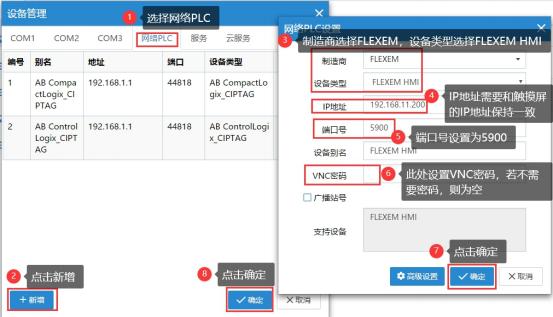 设备管理
×
1 选择网络PLC
COM1 COM2 COM3 网络PLC 服务 云服务
编号 别名 地址 端口 设备类型
1 AB CompactLogix_CIPTAG 192.168.1.1 44818 AB CompactLogix_CIPTAG
2 AB ControlLogix_CIPTAG 192.168.1.1 44818 AB ControlLogix_CIPTAG
2 点击新增
+新增
8 点击确定
确定
×取消
网络PLC设置
×
3 制造商选择FLEXEM，设备类型选择FLEXEM HMI
制造商 FLEXEM
设备类型 FLEXEM HMI
IP地址 192.168.11.200
4 IP地址需要和触摸屏的IP地址保持一致
端口号 5900
5 端口号设置为5900
设备别名 FLEXEM HMI
VNC密码
6 此处设置VNC密码，若不需要密码，则为空
广播站号
支持设备 FLEXEM HMI
7 点击确定
高级设置 确定 ×取消